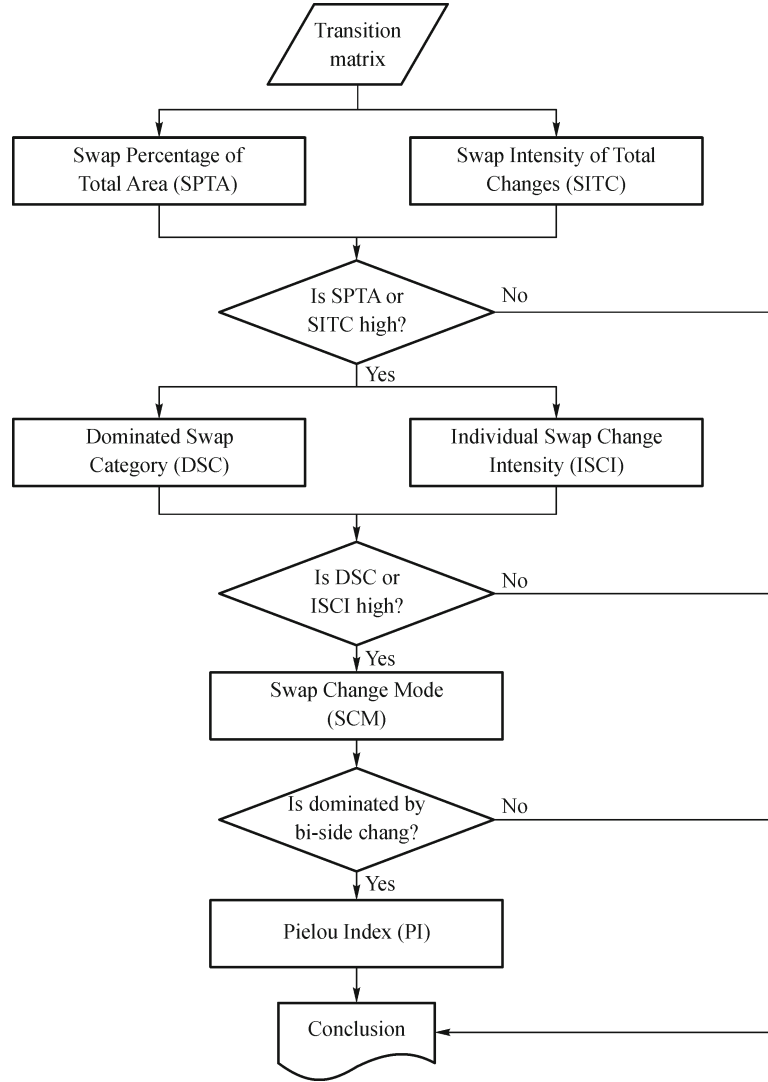 Transition
matrix
Swap Percentage of
Total Area (SPTA)
Swap Intensity of Total
Changes (SITC)
Is SPTA or
SITC high?
No
Yes
Dominated Swap
Category (DSC)
Individual Swap Change
Intensity (ISCI)
Is DSC or
ISCI high?
No
Yes
Swap Change Mode
(SCM)
Is dominated by
bi-side chang?
No
Yes
Pielou Index (PI)
Conclusion